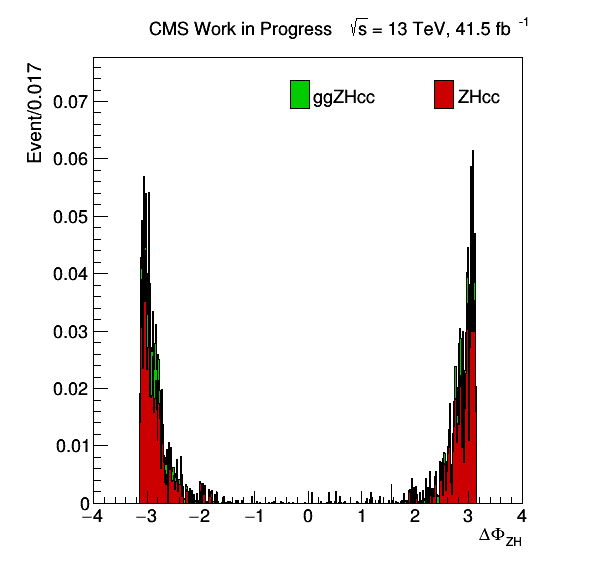 CMS Work in Progress √s = 13 TeV, 41.5 fb⁻¹
Event/0.017
ggZHcc ZHcc
0.07
0.06
0.05
0.04
0.03
0.02
0.01
0
−4 −3 −2 −1 0 1 2 3 4
ΔΦZH